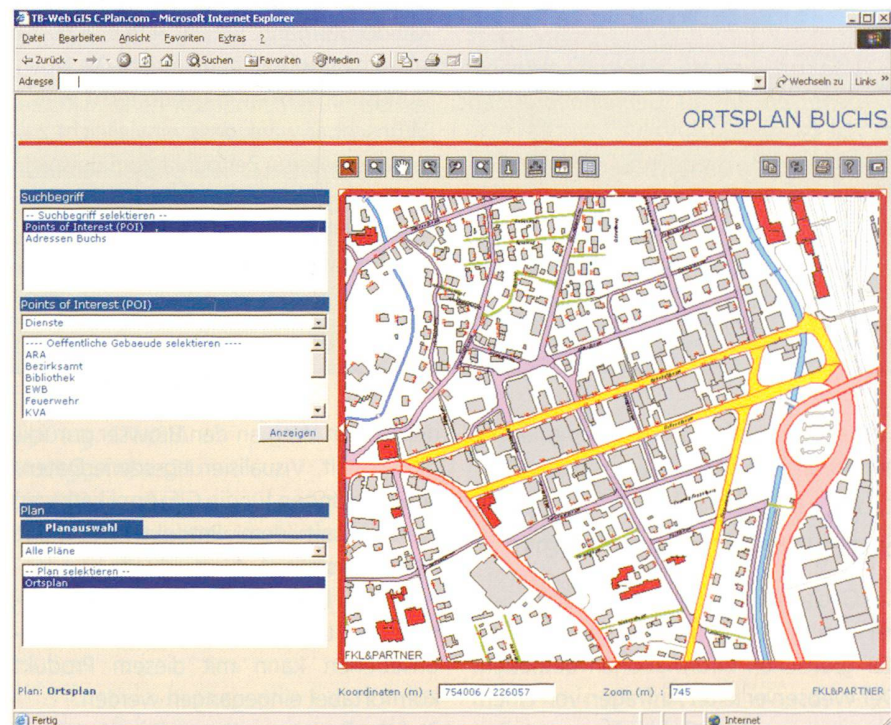 TB-Web GIS C-Plan.com - Microsoft Internet Explorer
Datei Bearbeiten Ansicht Favoriten Extras ?
Zurück Suchen Favoriten Medien
Adresse Wechseln zu Links »
ORTSPLAN BUCHS
Suchbegriff
-- Suchbegriff selektieren --
Points of Interest (POI)
Adressen Buchs
Points of Interest (POI)
Dienste
---- Oeffentliche Gebaeude selektieren ----
ARA
Bezirksamt
Bibliothek
EWB
Feuerwehr
KVA
Anzeigen
Plan
Planauswahl
Alle Pläne
-- Plan selektieren --
Ortsplan
FKL&PARTNER
Plan: Ortsplan Koordinaten (m) : 754006 / 226057 Zoom (m) : 745 FKL&PARTNER
Fertig Internet